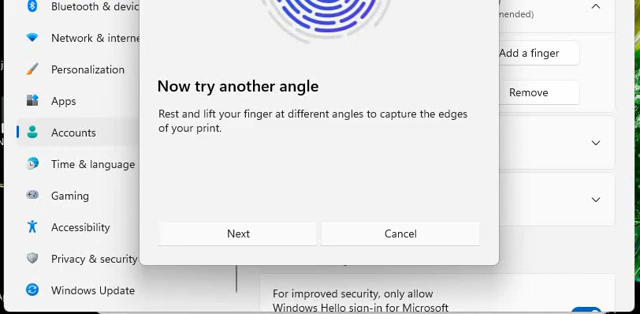 Bluetooth & devic
nended)
Network & interne
Add a finger
Personalization
Now try another angle
Remove
Apps
Rest and lift your finger at different angles to capture the edges
of your print.
Accounts
Time & language
Gaming
Accessibility
Next
Cancel
Privacy & security
Windows Update
For improved security, only allow
Windows Hello sign-in for Microsoft